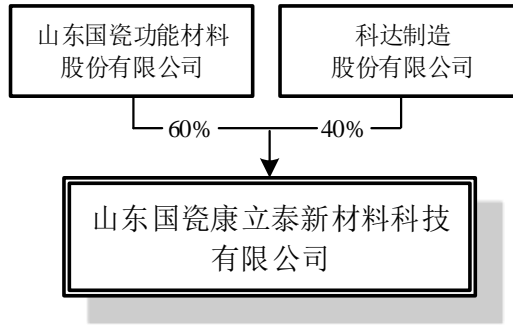 山东国瓷功能材料
股份有限公司
科达制造
股份有限公司
60%
40%
山东国瓷康立泰新材料科技
有限公司